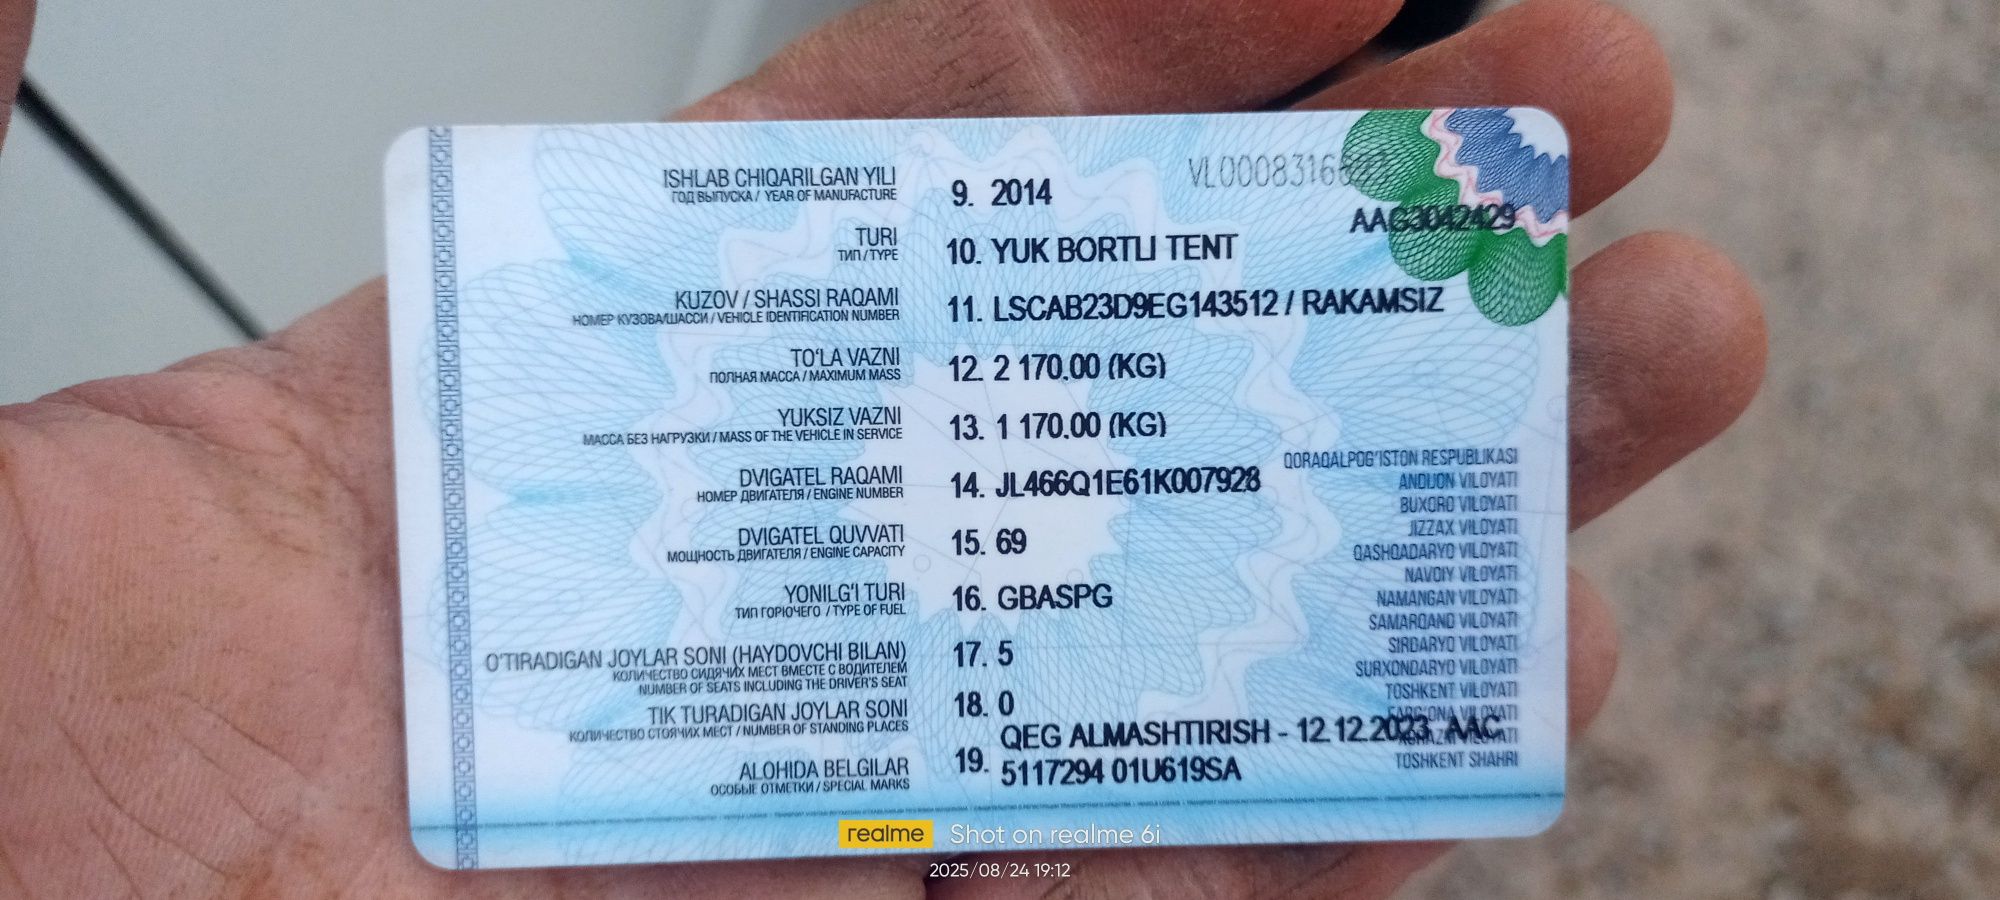 VL0008316
AAG3042429
ISHLAB CHIQARILGAN YILI
ГОД ВЫПУСКА / YEAR OF MANUFACTURE
9. 2014
TURI
ТИП / TYPE
10. YUK BORTLI TENT
KUZOV / SHASSI RAQAMI
НОМЕР КУЗОВА/ШАССИ / VEHICLE IDENTIFICATION NUMBER
11. LSCAB23D9EG143512 / RAKAMSIZ
TO'LA VAZNI
ПОЛНАЯ МАССА / MAXIMUM MASS
12. 2 170.00 (KG)
YUKSIZ VAZNI
МАССА БЕЗ НАГРУЗКИ / MASS OF THE VEHICLE IN SERVICE
13. 1 170.00 (KG)
DVIGATEL RAQAMI
НОМЕР ДВИГАТЕЛЯ / ENGINE NUMBER
14. JL466Q1E61K007928
DVIGATEL QUVVATI
МОЩНОСТЬ ДВИГАТЕЛЯ / ENGINE CAPACITY
15. 69
YONILG'I TURI
ТИП ГОРЮЧЕГО / TYPE OF FUEL
16. GBASPG
O'TIRADIGAN JOYLAR SONI (HAYDOVCHI BILAN)
КОЛИЧЕСТВО СИДЯЧИХ МЕСТ ВМЕСТЕ С ВОДИТЕЛЕМ
NUMBER OF SEATS INCLUDING THE DRIVER'S SEAT
17. 5
TIK TURADIGAN JOYLAR SONI
КОЛИЧЕСТВО СТОЯЧИХ МЕСТ / NUMBER OF STANDING PLACES
18. 0
ALOHIDA BELGILAR
ОСОБЫЕ ОТМЕТКИ / SPECIAL MARKS
19. QEG ALMASHTIRISH - 12.12.2023 AAC
5117294 01U619SA
QORAQALPOG'ISTON RESPUBLIKASI
ANDIJON VILOYATI
BUXORO VILOYATI
JIZZAX VILOYATI
QASHQADARYO VILOYATI
NAVOIY VILOYATI
NAMANGAN VILOYATI
SAMARQAND VILOYATI
SIRDARYO VILOYATI
SURXONDARYO VILOYATI
TOSHKENT VILOYATI
FARG'ONA VILOYATI
TOSHKENT SHAHRI
realme Shot on realme 6i
2025/08/24 19:12